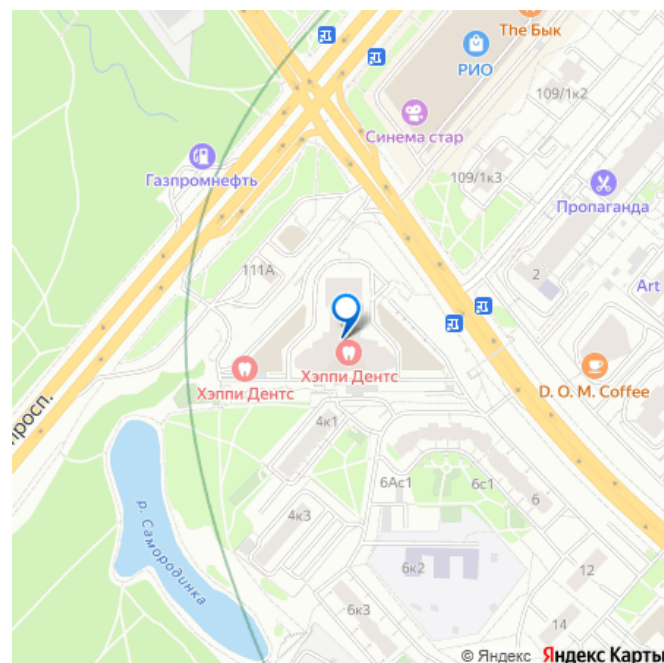 The Бык
РИО
109/1к2
Синема стар
Газпромнефть
109/1к3
Пропаганда
111А
2
Art
Хэппи Дентс
Хэппи Дентс
D. O. M. Coffee
просп.
4к1
6Ас1
6с1
6
4к3
р. Самородинка
6к2
12
6к3
14
© Яндекс Яндекс Карты